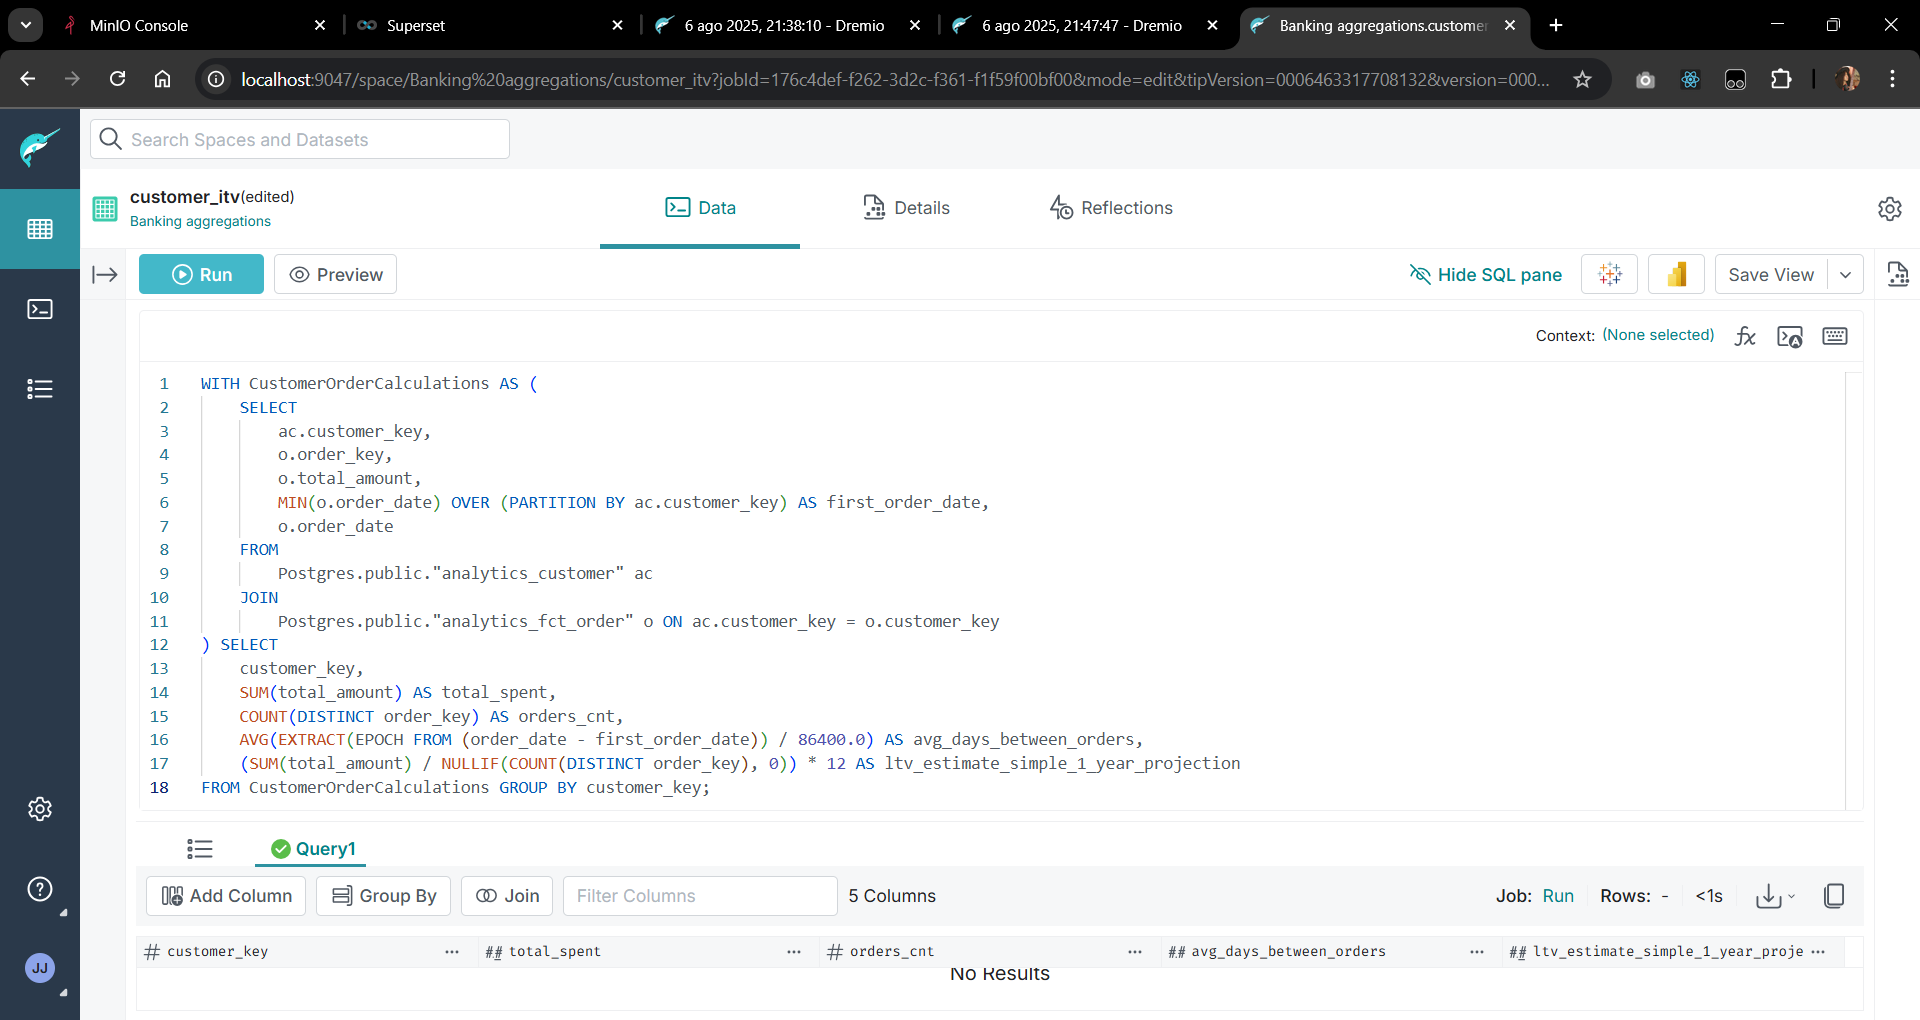 MinIO Console
Superset
6 ago 2025, 21:38:10 - Dremio
6 ago 2025, 21:47:47 - Dremio
Banking aggregations.customer
localhost:9047/space/Banking%20aggregations/customer_itv?jobId=176c4def-f262-3d2c-f361-f1f59f00bf00&mode=edit&tipVersion=0006463317708132&version=000...
Search Spaces and Datasets
customer_itv(edited)
Banking aggregations
Data
Details
Reflections
Run
Preview
Hide SQL pane
Save View
Context: (None selected)
fx
1 WITH CustomerOrderCalculations AS (
2 SELECT
3 ac.customer_key,
4 o.order_key,
5 o.total_amount,
6 MIN(o.order_date) OVER (PARTITION BY ac.customer_key) AS first_order_date,
7 o.order_date
8 FROM
9 Postgres.public."analytics_customer" ac
10 JOIN
11 Postgres.public."analytics_fct_order" o ON ac.customer_key = o.customer_key
12 ) SELECT
13 customer_key,
14 SUM(total_amount) AS total_spent,
15 COUNT(DISTINCT order_key) AS orders_cnt,
16 AVG(EXTRACT(EPOCH FROM (order_date - first_order_date)) / 86400.0) AS avg_days_between_orders,
17 (SUM(total_amount) / NULLIF(COUNT(DISTINCT order_key), 0)) * 12 AS ltv_estimate_simple_1_year_projection
18 FROM CustomerOrderCalculations GROUP BY customer_key;
Query1
Add Column
Group By
Join
Filter Columns
5 Columns
Job: Run
Rows: -
<1s
# customer_key ...
## total_spent ...
# orders_cnt ...
## avg_days_between_orders ...
## ltv_estimate_simple_1_year_proje ...
No Results
JJ